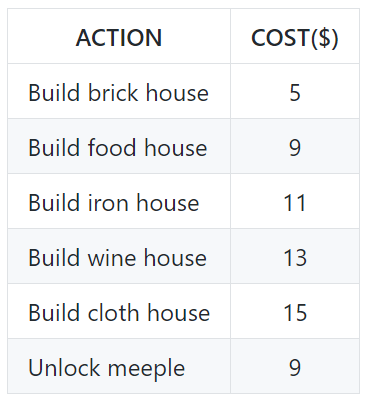 ACTION COST($)
Build brick house 5
Build food house 9
Build iron house 11
Build wine house 13
Build cloth house 15
Unlock meeple 9